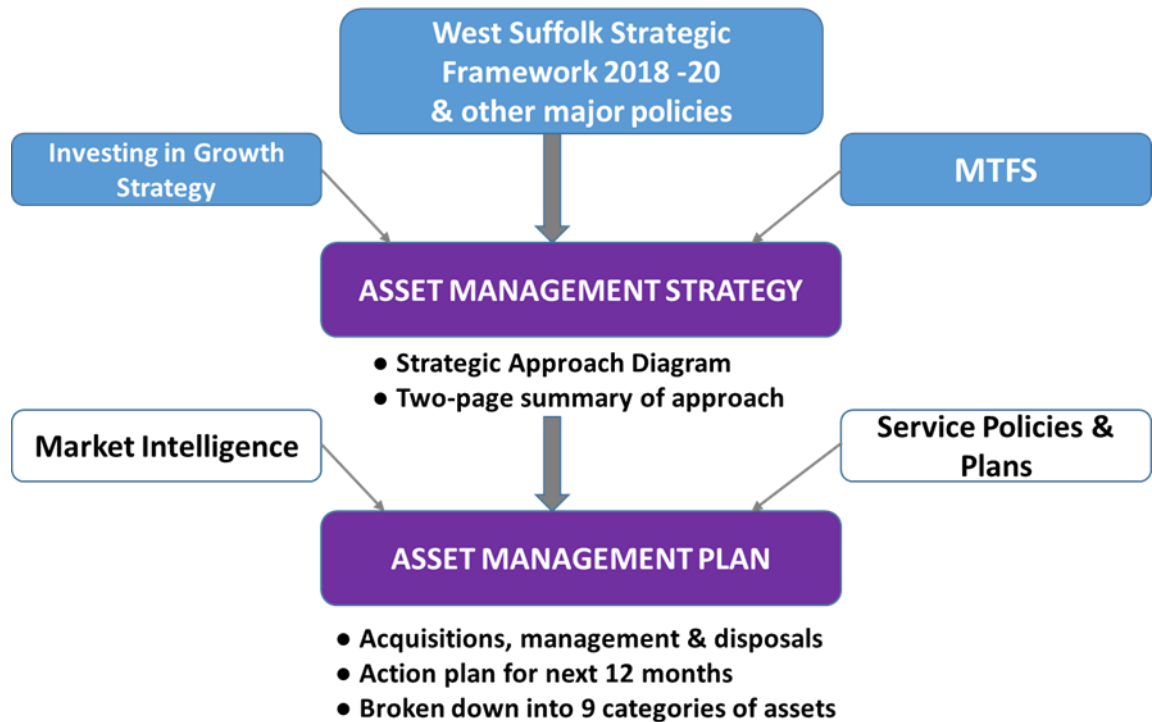 West Suffolk Strategic
Framework 2018 -20
& other major policies
Investing in Growth
Strategy
MTFS
ASSET MANAGEMENT STRATEGY
● Strategic Approach Diagram
● Two-page summary of approach
Market Intelligence
Service Policies &
Plans
ASSET MANAGEMENT PLAN
● Acquisitions, management & disposals
● Action plan for next 12 months
● Broken down into 9 categories of assets